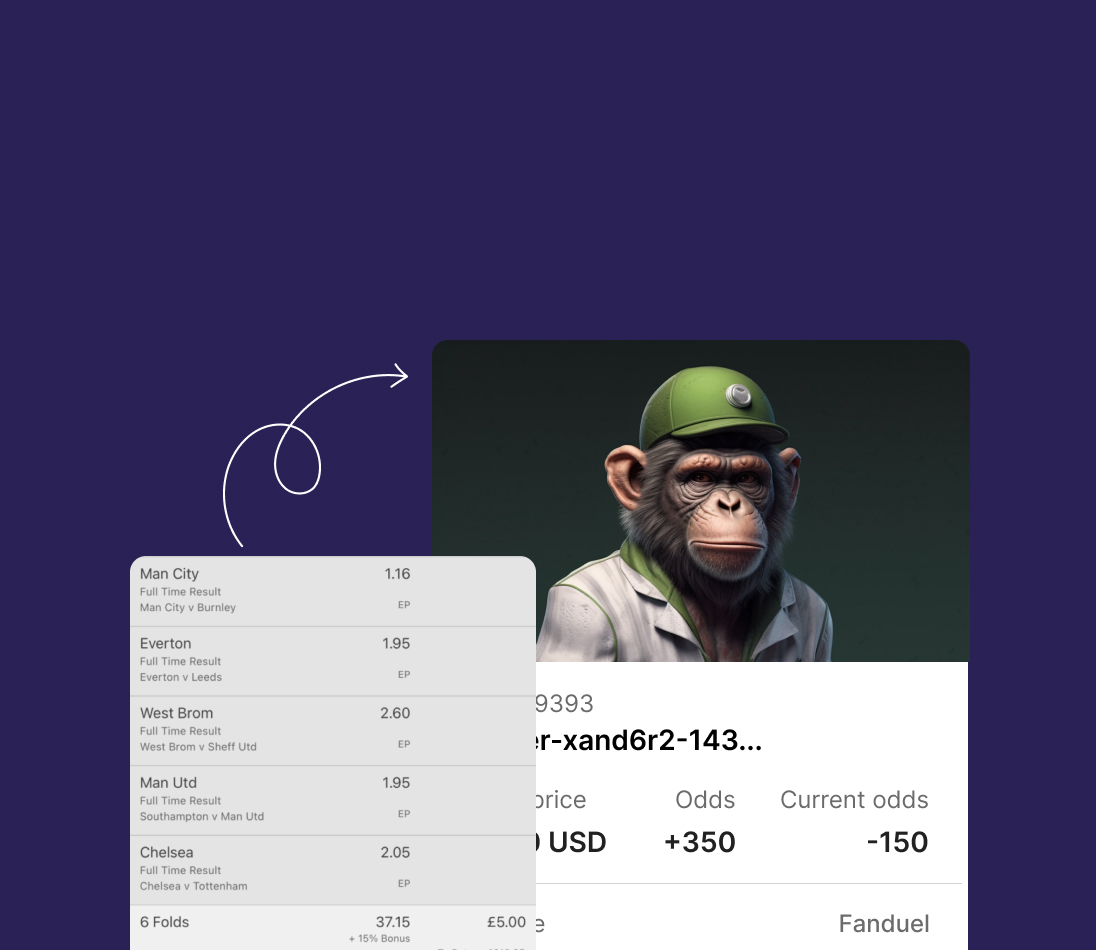 Man City 1.16
Full Time Result
Man City v Burnley EP
Everton 1.95
Full Time Result
Everton v Leeds EP
West Brom 2.60
Full Time Result
West Brom v Sheff Utd EP
Man Utd 1.95
Full Time Result
Southampton v Man Utd EP
Chelsea 2.05
Full Time Result
Chelsea v Tottenham EP
6 Folds 37.15 £5.00
+ 15% Bonus
9393
er-xand6r2-143...
price Odds Current odds
USD +350 -150
e Fanduel